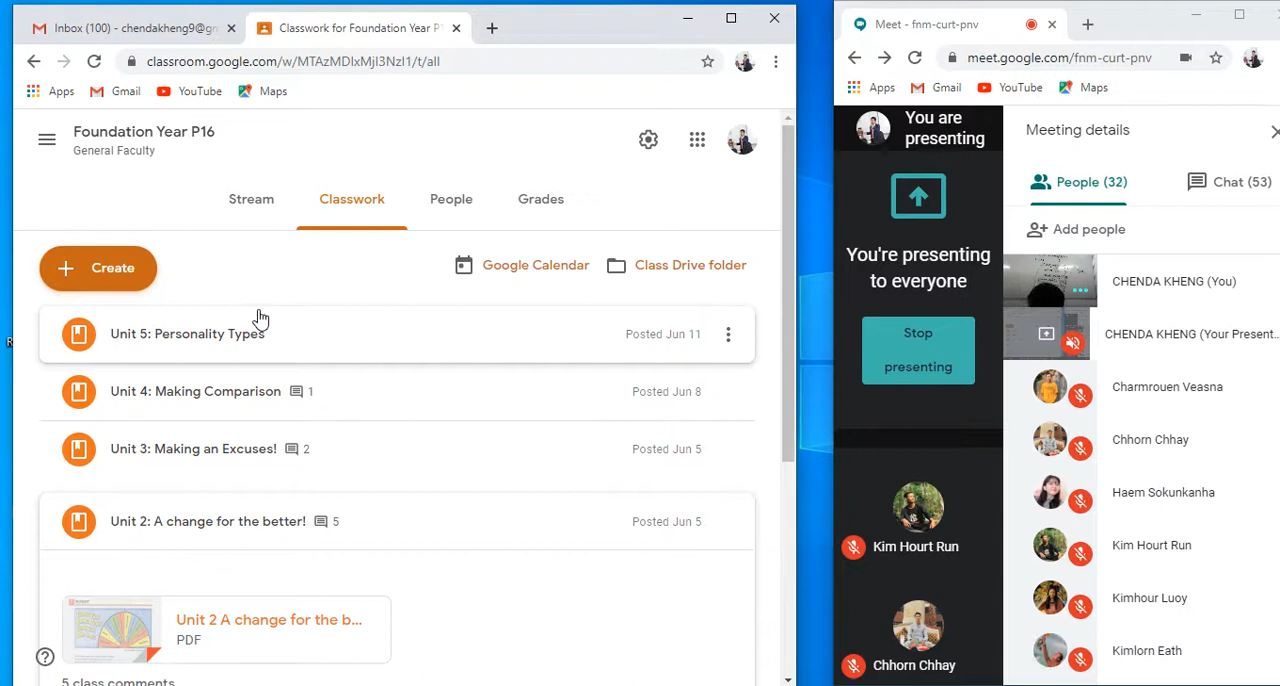 Inbox (100) - chendakheng9@g
Classwork for Foundation Year P
classroom.google.com/w/MTAzMDIxMjI3NzI1/t/all
Apps Gmail YouTube Maps
Foundation Year P16
General Faculty
Stream Classwork People Grades
Create
Google Calendar
Class Drive folder
Unit 5: Personality Types
Posted Jun 11
Unit 4: Making Comparison 1
Posted Jun 8
Unit 3: Making an Excuses! 2
Posted Jun 5
Unit 2: A change for the better! 5
Posted Jun 5
Unit 2 A change for the b...
PDF
5 class comments
Meet - fnm-curt-pnv
meet.google.com/fnm-curt-pnv
Apps Gmail YouTube Maps
You are
presenting
You're presenting
to everyone
Stop
presenting
Kim Hourt Run
Chhorn Chhay
Meeting details
People (32)
Chat (53)
Add people
CHENDA KHENG (You)
CHENDA KHENG (Your Present...
Charmrouen Veasna
Chhorn Chhay
Haem Sokunkanha
Kim Hourt Run
Kimhour Luoy
Kimlorn Eath